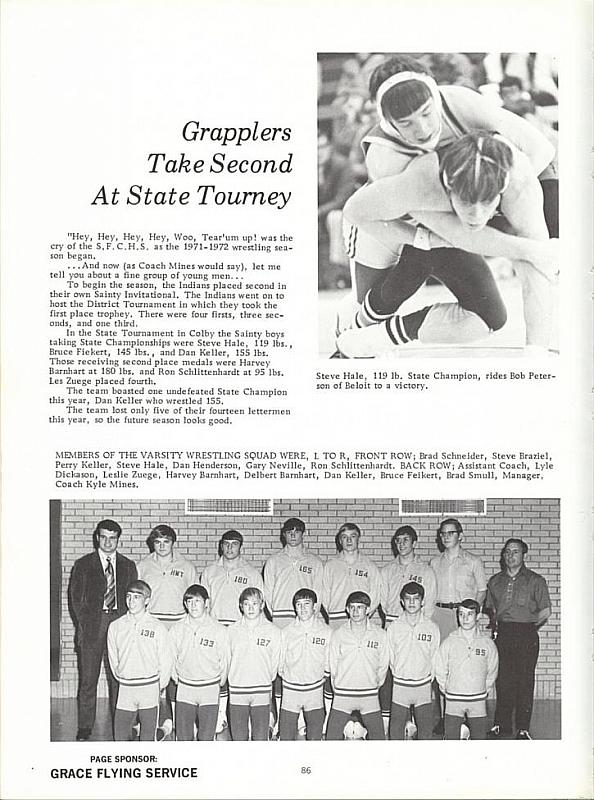 Grapplers
Take Second
At State Tourney
"Hey, Hey, Hey, Hey, Woo, Tear'um up! was the
cry of the S.F.C.H.S. as the 1971-1972 wrestling sea-
son began.
...And now (as Coach Mines would say), let me
tell you about a fine group of young men...
To begin the season, the Indians placed second in
their own Sainty Invitational. The Indians went on to
host the District Tournament in which they took the
first place trophy. There were four firsts, three sec-
onds, and one third.
In the State Tournament in Colby the Sainty boys
taking State Championships were Steve Hale, 119 lbs.,
Bruce Fiekert, 145 lbs., and Dan Keller, 155 lbs.
Those receiving second place medals were Harvey
Barnhart at 180 lbs. and Ron Schlittenhardt at 95 lbs.
Les Zuege placed fourth.
The team boasted one undefeated State Champion
this year, Dan Keller who wrestled 155.
The team lost only five of their fourteen lettermen
this year, so the future season looks good.
Steve Hale, 119 lb. State Champion, rides Bob Peter-
son of Beloit to a victory.
MEMBERS OF THE VARSITY WRESTLING SQUAD WERE, L TO R, FRONT ROW; Brad Schneider, Steve Braziel,
Perry Keller, Steve Hale, Dan Henderson, Gary Neville, Ron Schlittenhardt. BACK ROW; Assistant Coach, Lyle
Dickason, Leslie Zuege, Harvey Barnhart, Delbert Barnhart, Dan Keller, Bruce Feikert, Brad Smull, Manager,
Coach Kyle Mines.
HWT 180 165 154 145
138 133 127 120 112 103 95
PAGE SPONSOR:
GRACE FLYING SERVICE
86